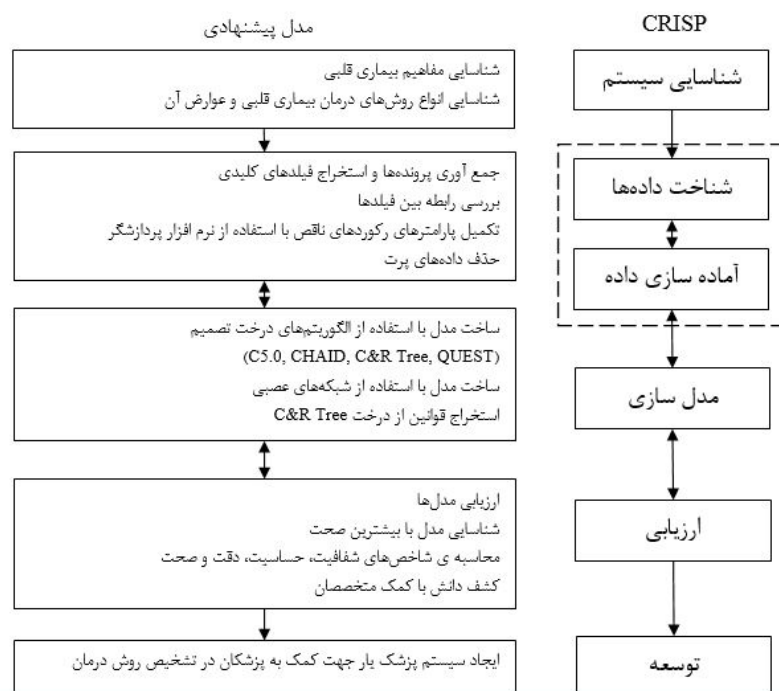 CRISP
مدل پیشنهادی
شناسایی سیستم
شناسایی مفاهیم بیماری قلبی
شناسایی انواع روش‌های درمان بیماری قلبی و عوارض آن
شناخت داده‌ها
آماده سازی داده
جمع آوری پرونده‌ها و استخراج فیلدهای کلیدی
بررسی رابطه بین فیلدها
تکمیل پارامترهای رکوردهای ناقص با استفاده از نرم افزار پردازشگر
حذف داده‌های پرت
مدل سازی
ساخت مدل با استفاده از الگوریتم‌های درخت تصمیم
(C5.0, CHAID, C&R Tree, QUEST)
ساخت مدل با استفاده از شبکه‌های عصبی
استخراج قوانین از درخت C&R Tree
ارزیابی
ارزیابی مدل‌ها
شناسایی مدل با بیشترین صحت
محاسبه ی شاخص‌های شفافیت، حساسیت، دقت و صحت
کشف دانش با کمک متخصصان
توسعه
ایجاد سیستم پزشک یار جهت کمک به پزشکان در تشخیص روش درمان